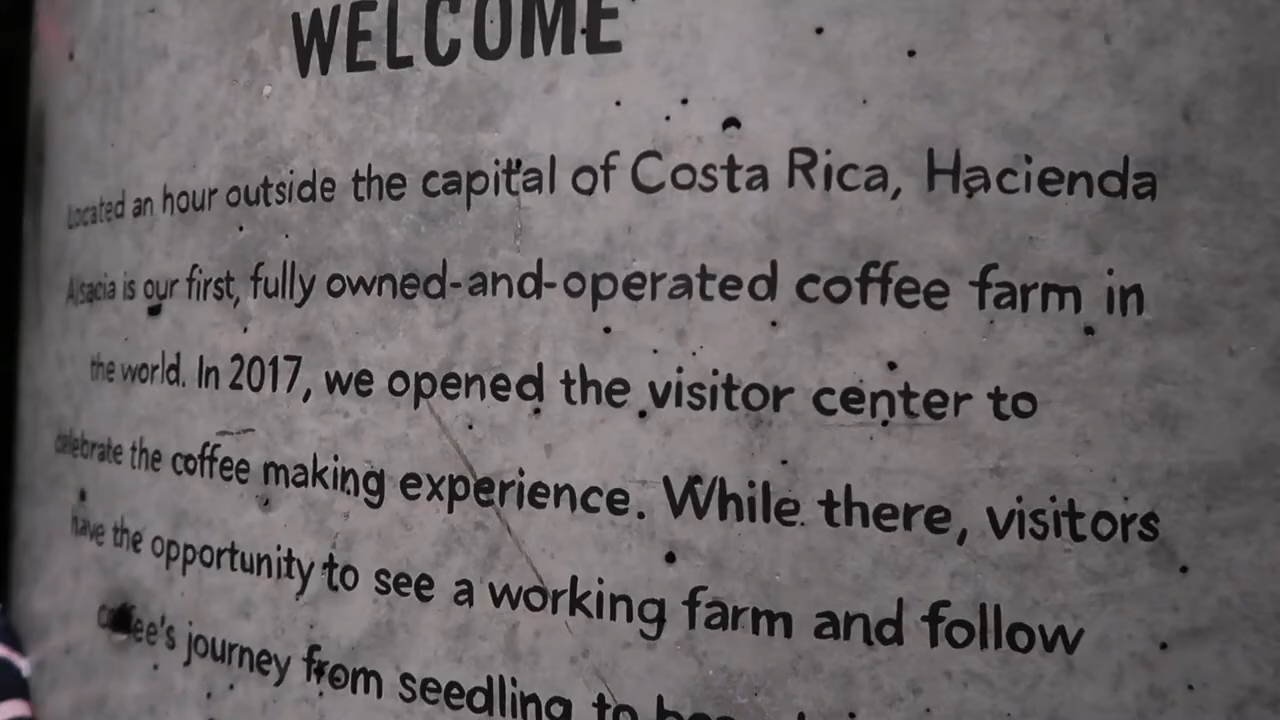 WELCOME
Located an hour outside the capital of Costa Rica, Hacienda
Alsacia is our first, fully owned-and-operated coffee farm in
the world. In 2017, we opened the visitor center to
celebrate the coffee making experience. While there, visitors
have the opportunity to see a working farm and follow
coffee's journey from seedling to